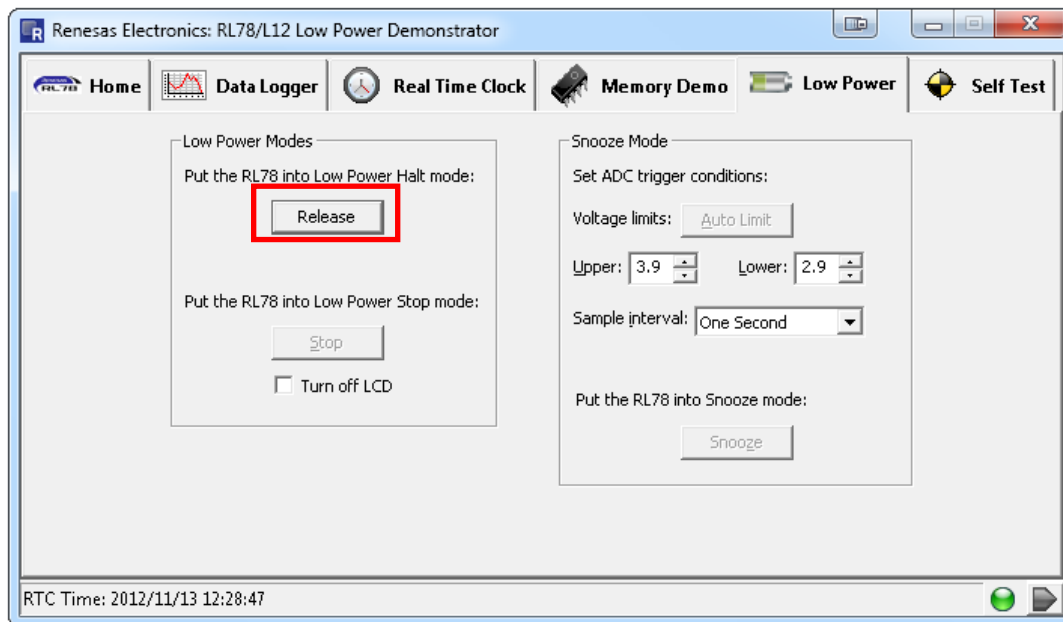 Renesas Electronics: RL78/L12 Low Power Demonstrator
RENESAS RL78 Home Data Logger Real Time Clock Memory Demo Low Power Self Test
Low Power Modes
Put the RL78 into Low Power Halt mode:
Release
Put the RL78 into Low Power Stop mode:
Stop
Turn off LCD
Snooze Mode
Set ADC trigger conditions:
Voltage limits: Auto Limit
Upper: 3.9 Lower: 2.9
Sample interval: One Second
Put the RL78 into Snooze mode:
Snooze
RTC Time: 2012/11/13 12:28:47